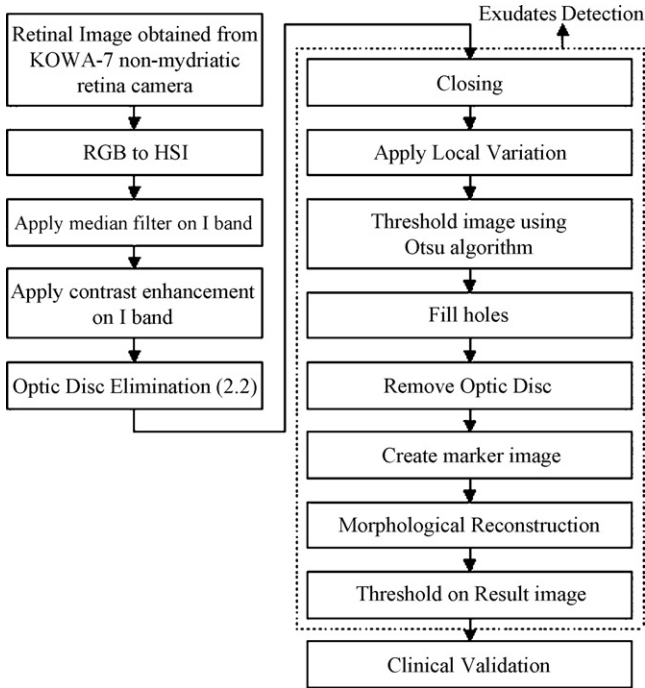 Retinal Image obtained from
KOWA-7 non-mydriatic
retina camera
RGB to HSI
Apply median filter on I band
Apply contrast enhancement
on I band
Optic Disc Elimination (2.2)
Exudates Detection
Closing
Apply Local Variation
Threshold image using
Otsu algorithm
Fill holes
Remove Optic Disc
Create marker image
Morphological Reconstruction
Threshold on Result image
Clinical Validation